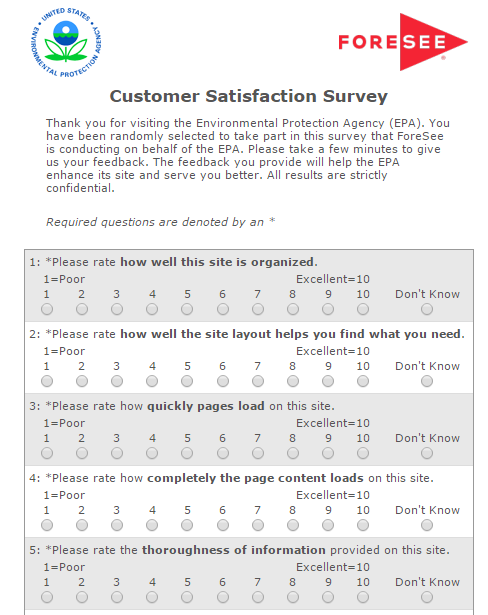 UNITED STATES
ENVIRONMENTAL PROTECTION AGENCY
FORESEE
Customer Satisfaction Survey
Thank you for visiting the Environmental Protection Agency (EPA). You
have been randomly selected to take part in this survey that ForeSee
is conducting on behalf of the EPA. Please take a few minutes to give
us your feedback. The feedback you provide will help the EPA
enhance its site and serve you better. All results are strictly
confidential.
Required questions are denoted by an *
1: *Please rate how well this site is organized.
1=Poor Excellent=10
1 2 3 4 5 6 7 8 9 10 Don't Know
2: *Please rate how well the site layout helps you find what you need.
1=Poor Excellent=10
1 2 3 4 5 6 7 8 9 10 Don't Know
3: *Please rate how quickly pages load on this site.
1=Poor Excellent=10
1 2 3 4 5 6 7 8 9 10 Don't Know
4: *Please rate how completely the page content loads on this site.
1=Poor Excellent=10
1 2 3 4 5 6 7 8 9 10 Don't Know
5: *Please rate the thoroughness of information provided on this site.
1=Poor Excellent=10
1 2 3 4 5 6 7 8 9 10 Don't Know